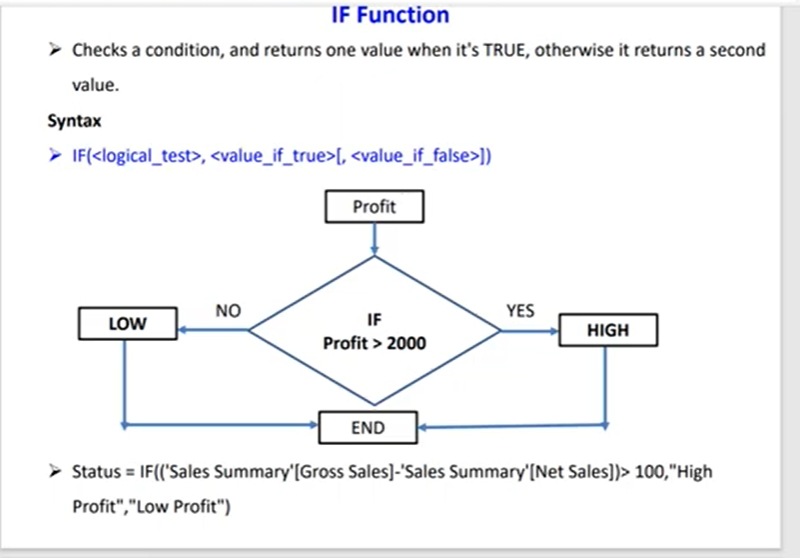 IF Function
➢ Checks a condition, and returns one value when it's TRUE, otherwise it returns a second
value.
Syntax
➢ IF(<logical_test>, <value_if_true>[, <value_if_false>])
Profit
NO
YES
LOW
IF
Profit > 2000
HIGH
END
➢ Status = IF(('Sales Summary'[Gross Sales]-'Sales Summary'[Net Sales])> 100,"High
Profit","Low Profit")